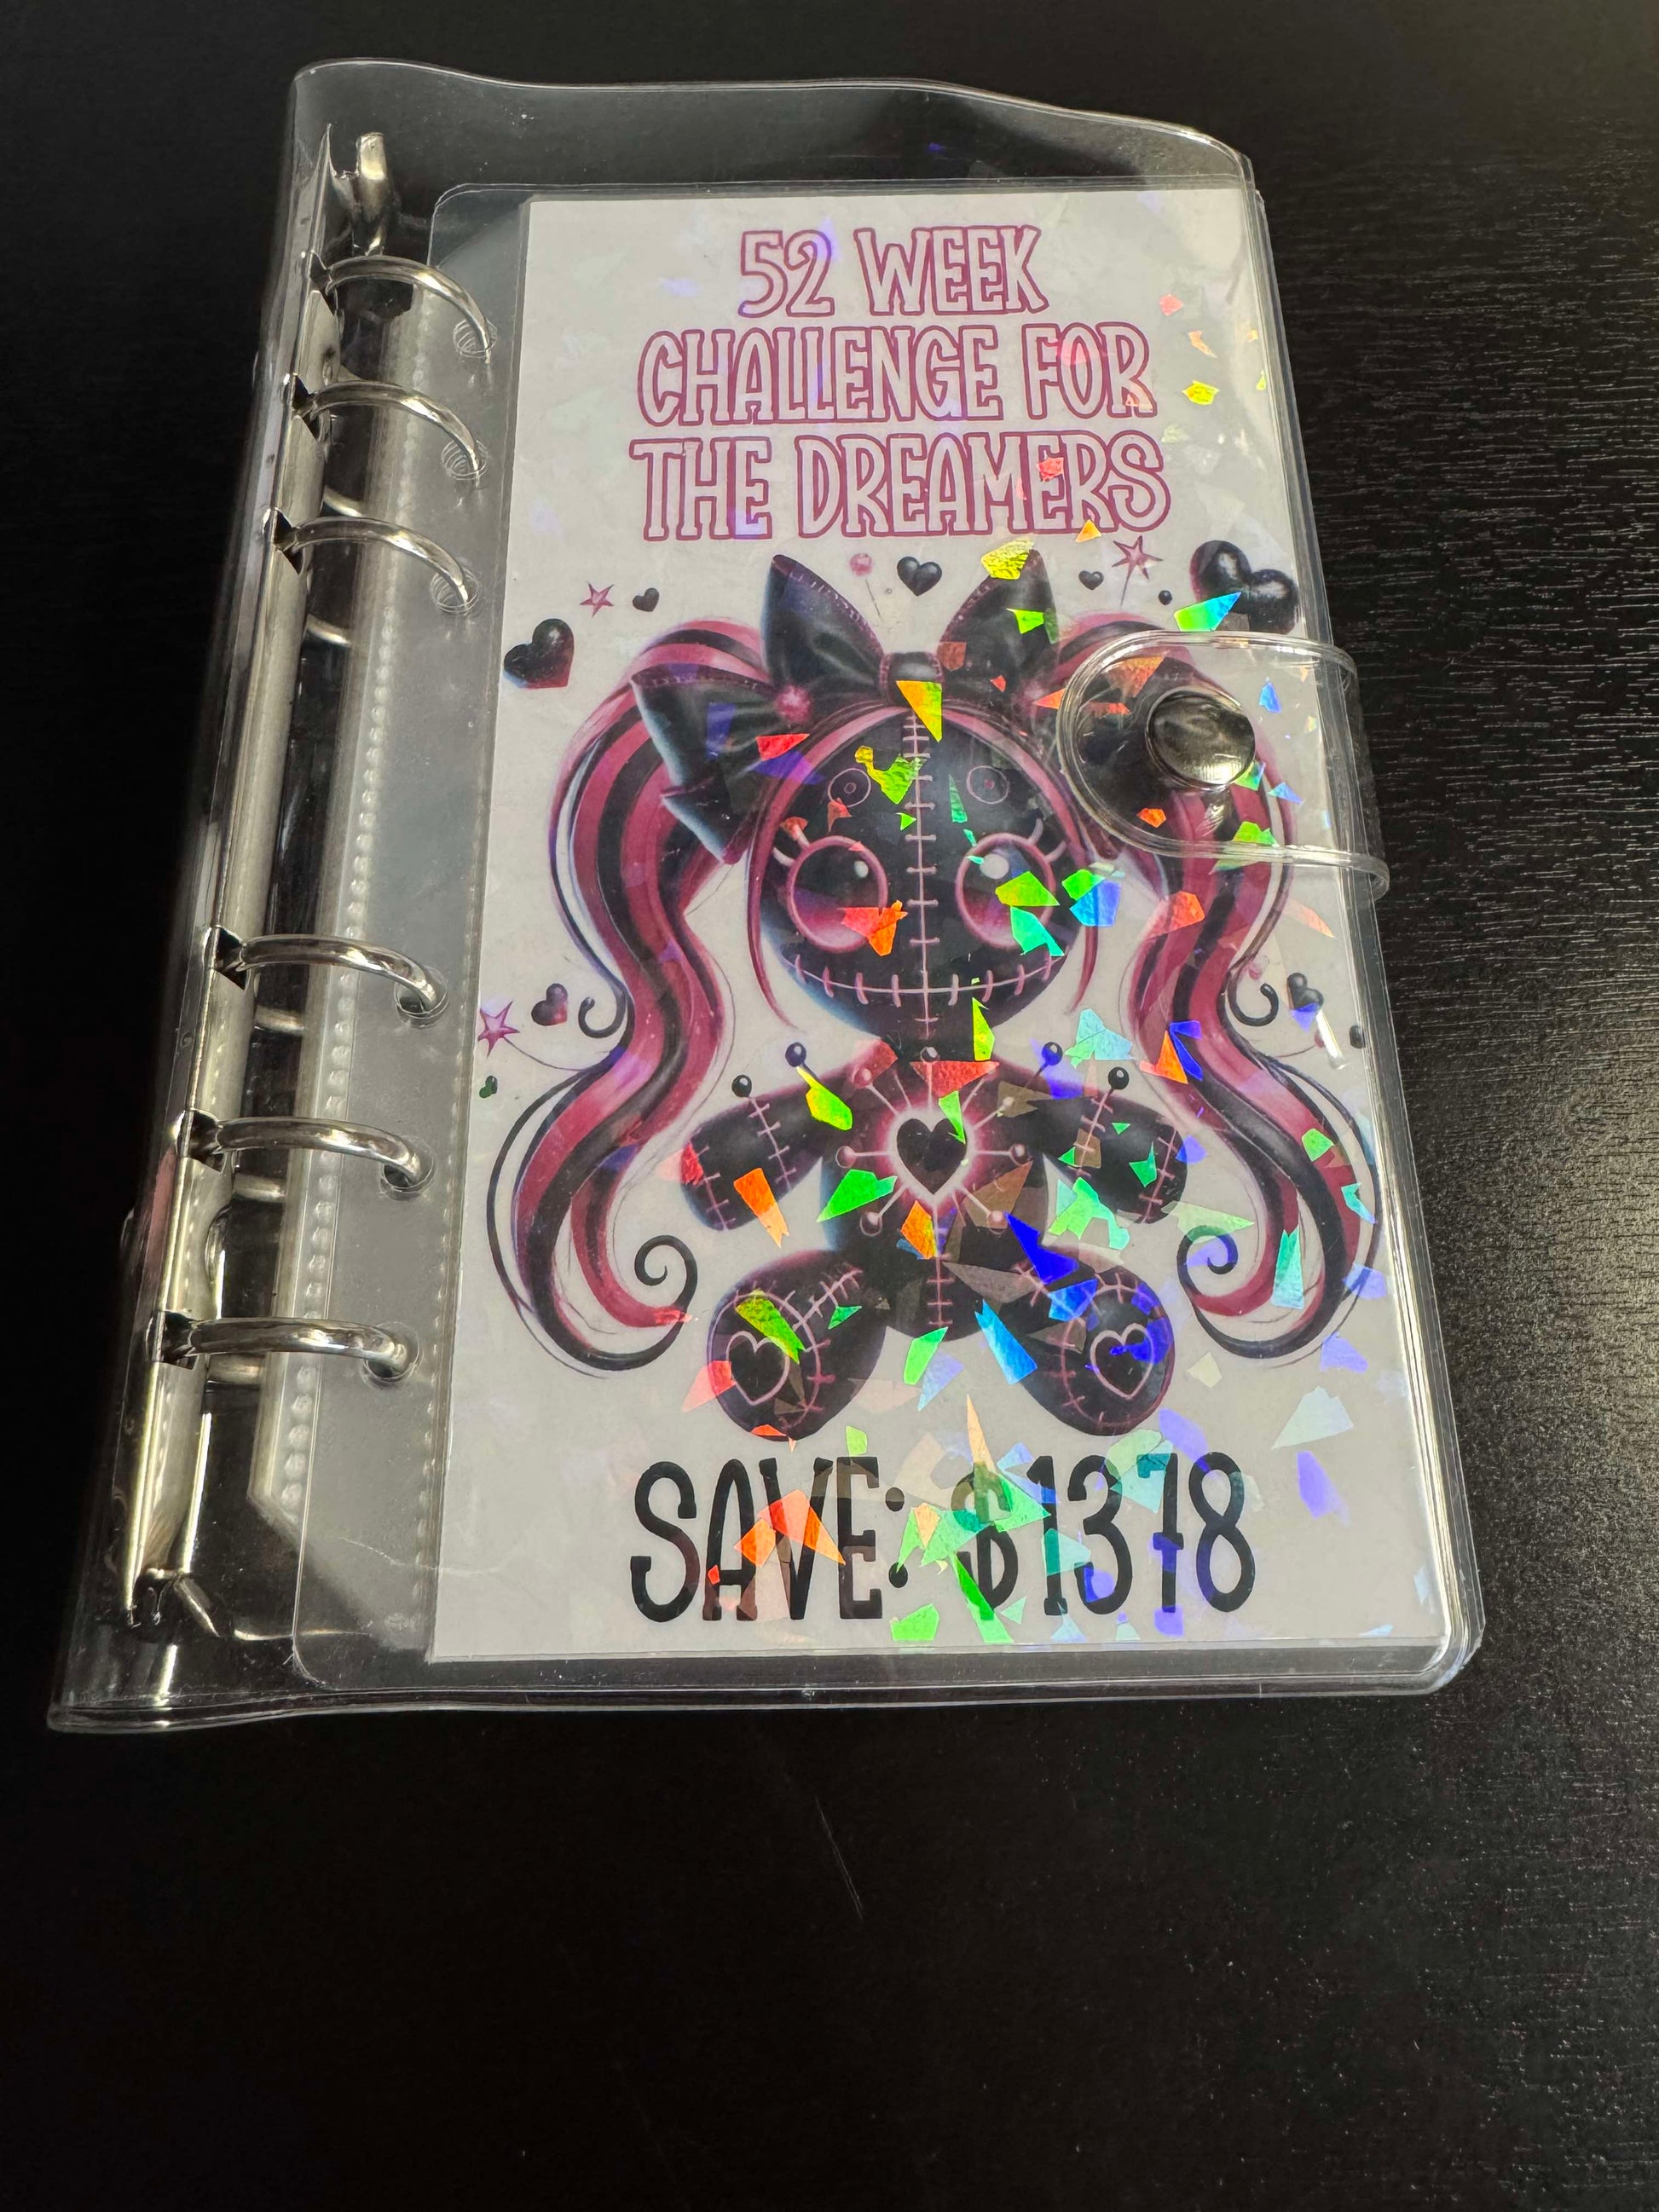 52 WEEK
CHALLENGE FOR
THE DREAMERS
SAVE: $1378